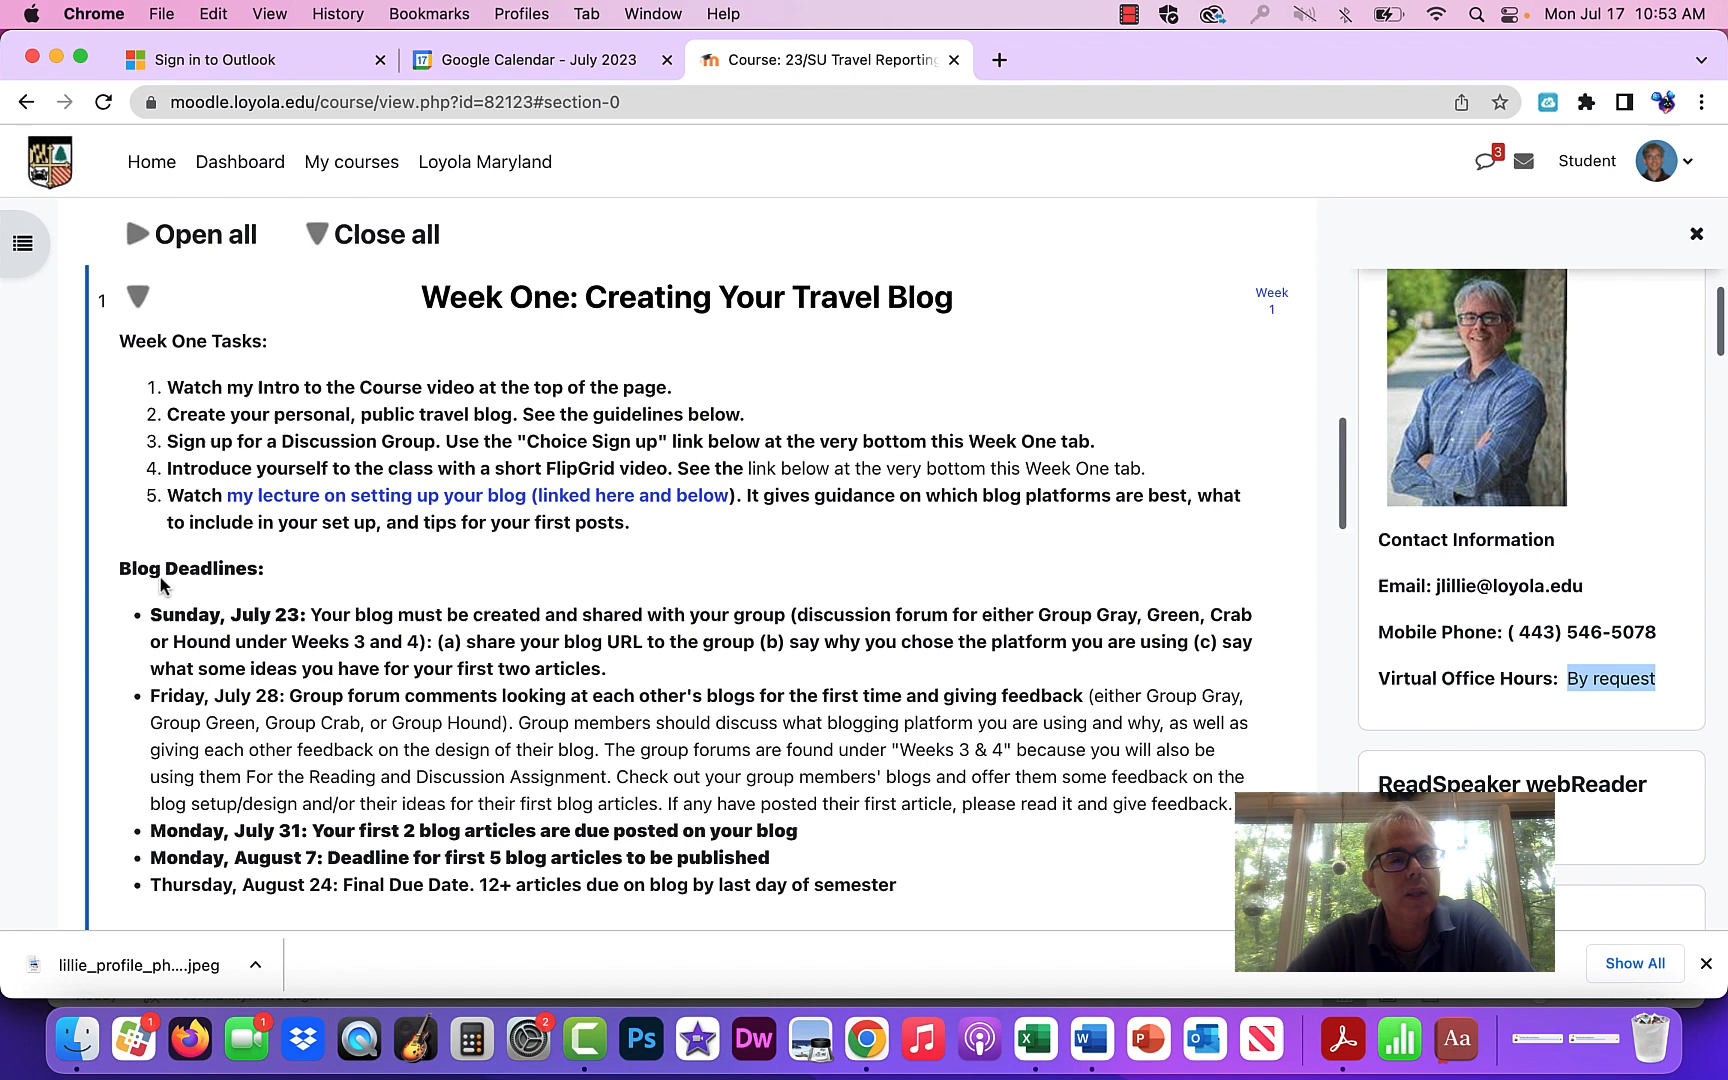 Chrome File Edit View History Bookmarks Profiles Tab Window Help Mon Jul 17 10:53 AM
Sign in to Outlook
17 Google Calendar - July 2023
Course: 23/SU Travel Reporting
moodle.loyola.edu/course/view.php?id=82123#section-0
Home Dashboard My courses Loyola Maryland 3 Student
Open all Close all
1 Week One: Creating Your Travel Blog Week
1
Week One Tasks:
1. Watch my Intro to the Course video at the top of the page.
2. Create your personal, public travel blog. See the guidelines below.
3. Sign up for a Discussion Group. Use the "Choice Sign up" link below at the very bottom this Week One tab.
4. Introduce yourself to the class with a short FlipGrid video. See the link below at the very bottom this Week One tab.
5. Watch my lecture on setting up your blog (linked here and below). It gives guidance on which blog platforms are best, what
to include in your set up, and tips for your first posts.
Blog Deadlines:
• Sunday, July 23: Your blog must be created and shared with your group (discussion forum for either Group Gray, Green, Crab
or Hound under Weeks 3 and 4): (a) share your blog URL to the group (b) say why you chose the platform you are using (c) say
what some ideas you have for your first two articles.
• Friday, July 28: Group forum comments looking at each other's blogs for the first time and giving feedback (either Group Gray,
Group Green, Group Crab, or Group Hound). Group members should discuss what blogging platform you are using and why, as well as
giving each other feedback on the design of their blog. The group forums are found under "Weeks 3 & 4" because you will also be
using them For the Reading and Discussion Assignment. Check out your group members' blogs and offer them some feedback on the
blog setup/design and/or their ideas for their first blog articles. If any have posted their first article, please read it and give feedback.
• Monday, July 31: Your first 2 blog articles are due posted on your blog
• Monday, August 7: Deadline for first 5 blog articles to be published
• Thursday, August 24: Final Due Date. 12+ articles due on blog by last day of semester
Contact Information
Email: jlillie@loyola.edu
Mobile Phone: ( 443) 546-5078
Virtual Office Hours: By request
ReadSpeaker webReader
lillie_profile_ph....jpeg
Show All
1 1 2 Ps Dw X W P O Aa